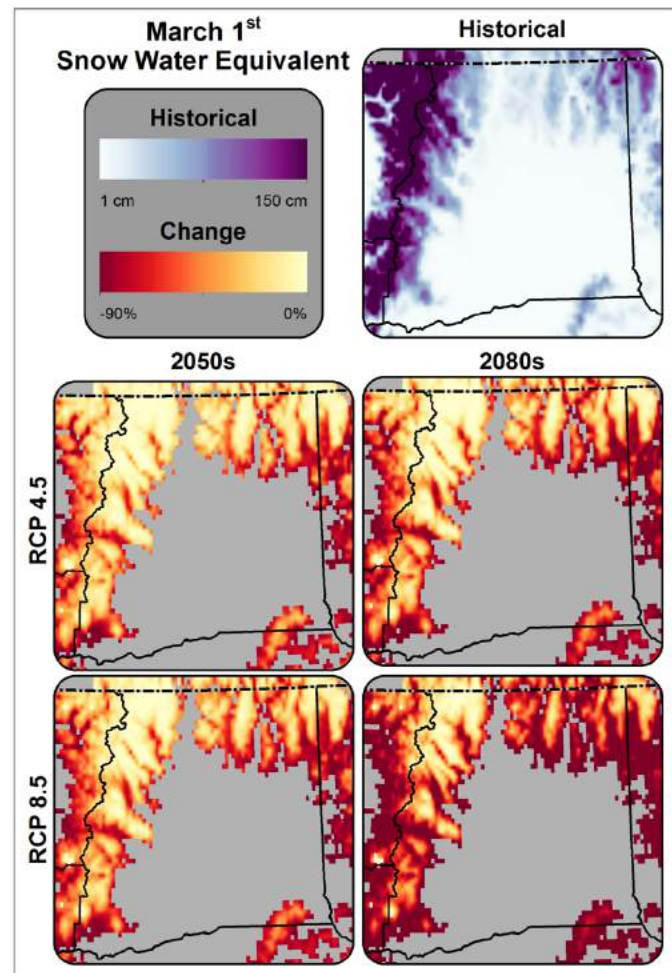 March 1st
Snow Water Equivalent
Historical
Historical
1 cm
150 cm
Change
-90%
0%
2050s
2080s
RCP 4.5
RCP 8.5